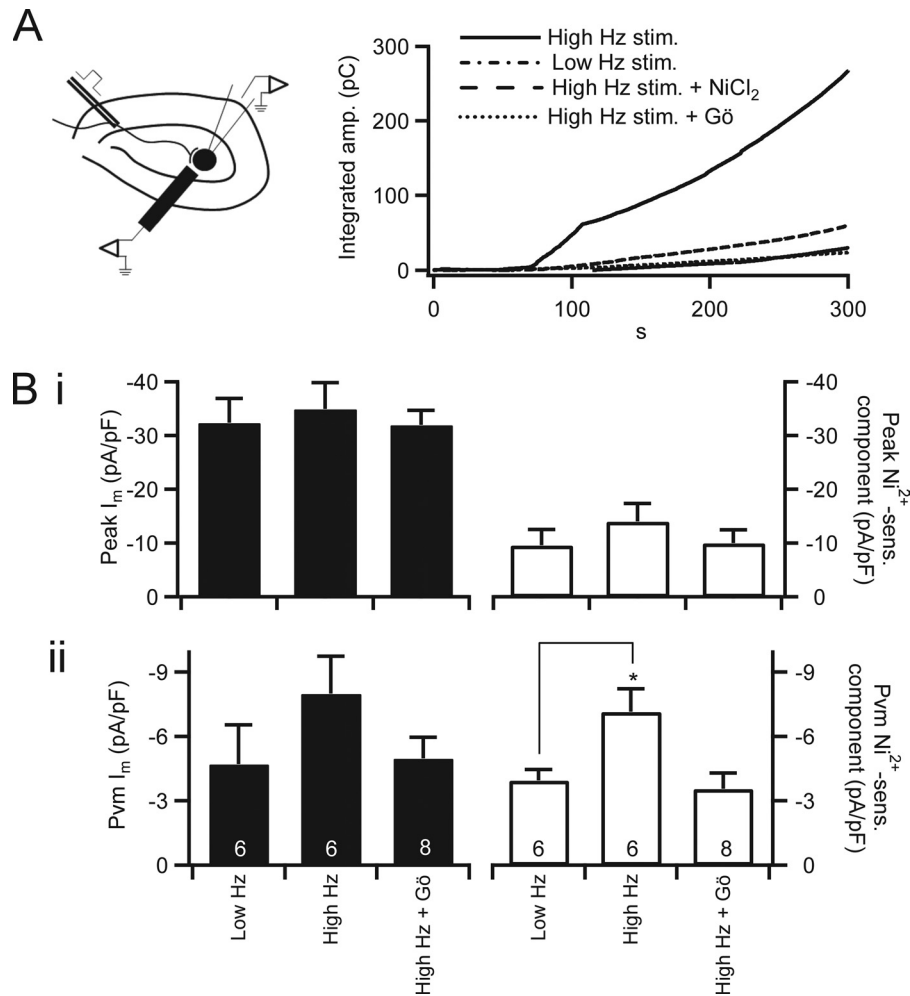 A
High Hz stim.
Low Hz stim.
High Hz stim. + NiCl2
High Hz stim. + Gö
Integrated amp. (pC)
300
200
100
0
0 100 200 300
s
B i
Peak Im (pA/pF)
-40
-30
-20
-10
0
-40
-30
-20
-10
0
Peak Ni2+-sens.
component (pA/pF)
ii
Pvm Im (pA/pF)
-9
-6
-3
0
6 6 8
Low Hz
High Hz
High Hz + Gö
*
6 6 8
Low Hz
High Hz
High Hz + Gö
-9
-6
-3
0
Pvm Ni2+-sens.
component (pA/pF)